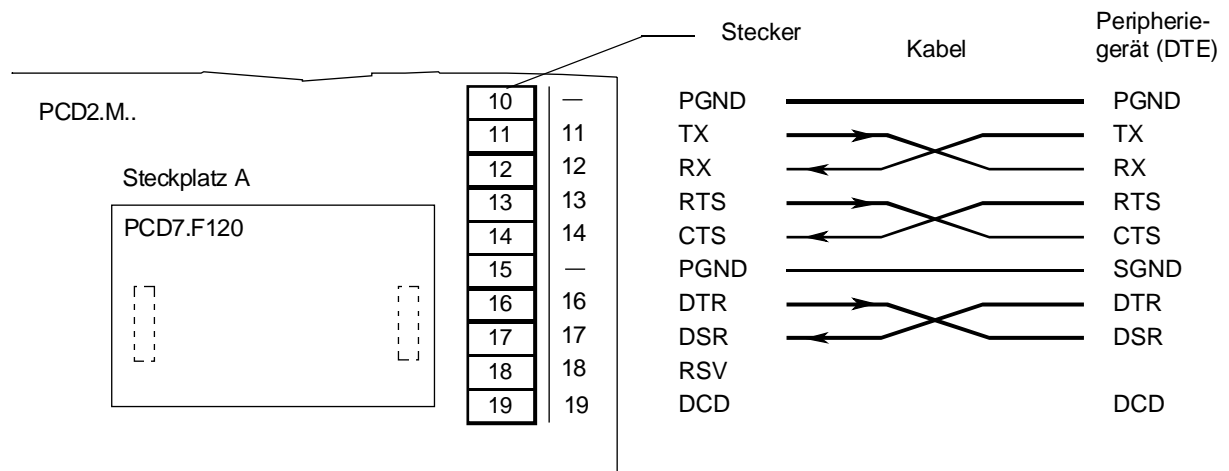 Stecker
Kabel
Peripherie-
gerät (DTE)
PCD2.M..
Steckplatz A
PCD7.F120
10 — PGND PGND
11 11 TX TX
12 12 RX RX
13 13 RTS RTS
14 14 CTS CTS
15 — PGND SGND
16 16 DTR DTR
17 17 DSR DSR
18 18 RSV
19 19 DCD DCD